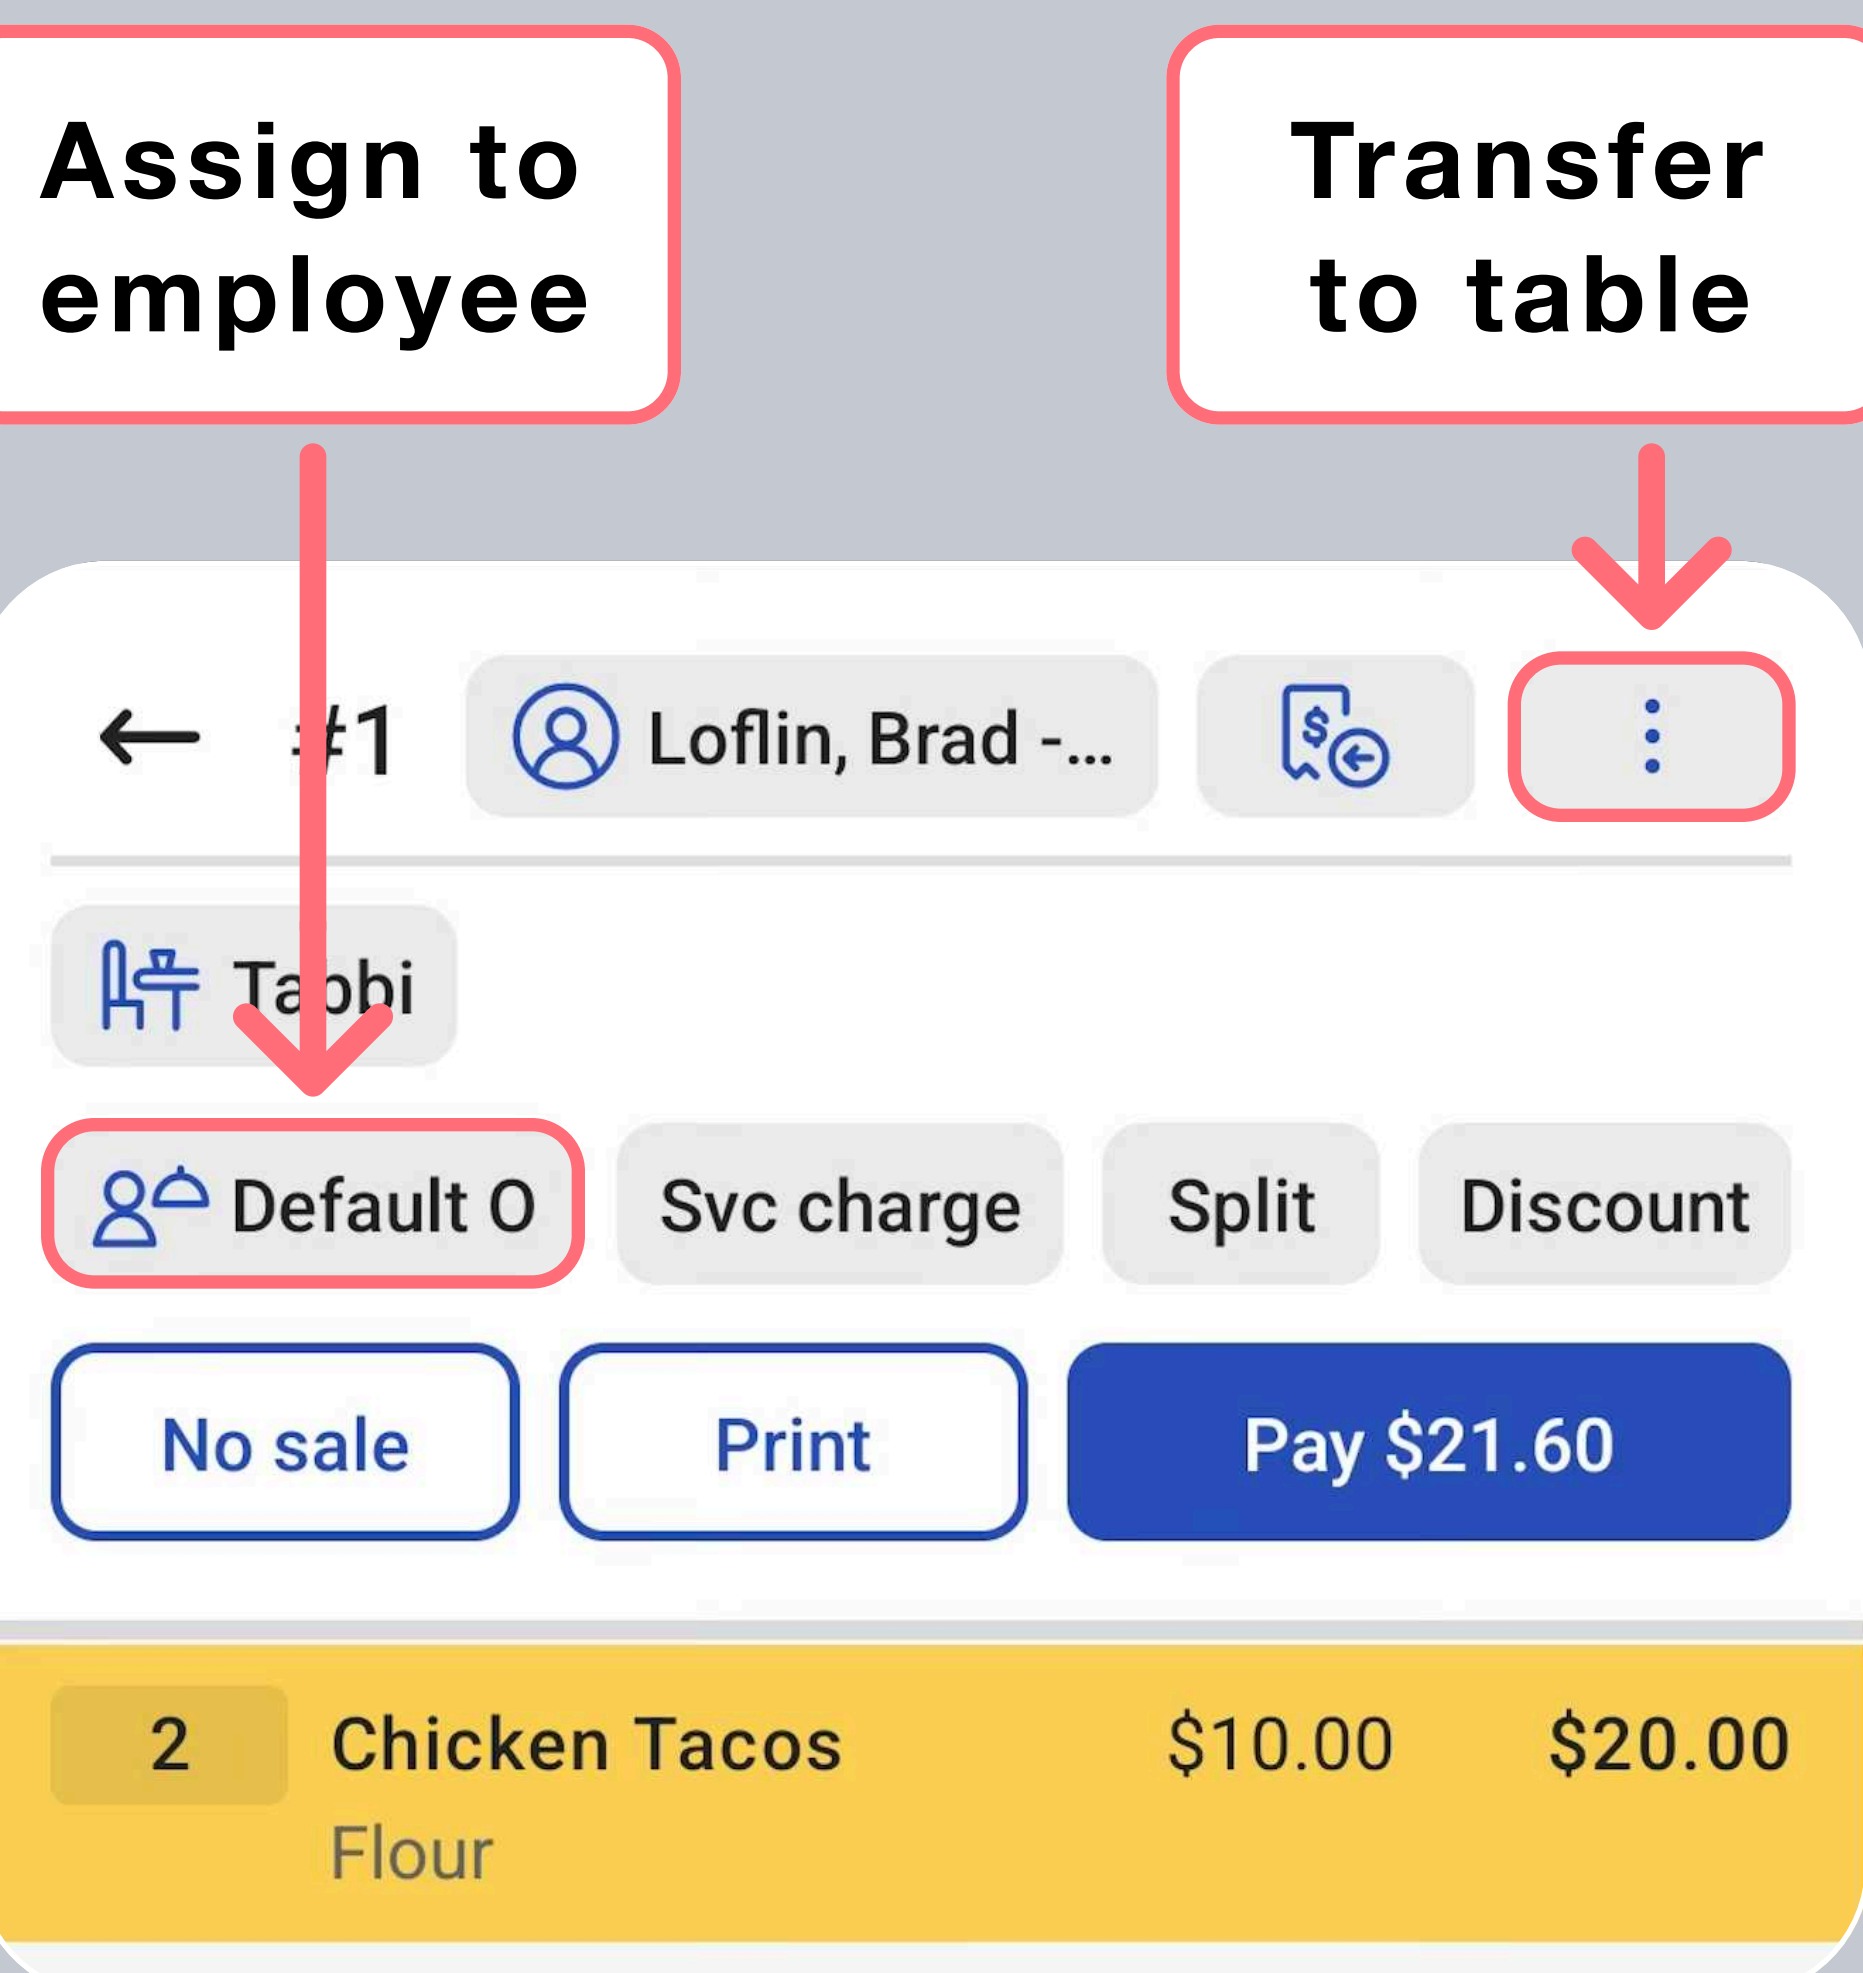 Assign to
employee
Transfer
to table
#1 Loflin, Brad -...
Tabbi
Default O Svc charge Split Discount
No sale Print Pay $21.60
2 Chicken Tacos $10.00 $20.00
Flour